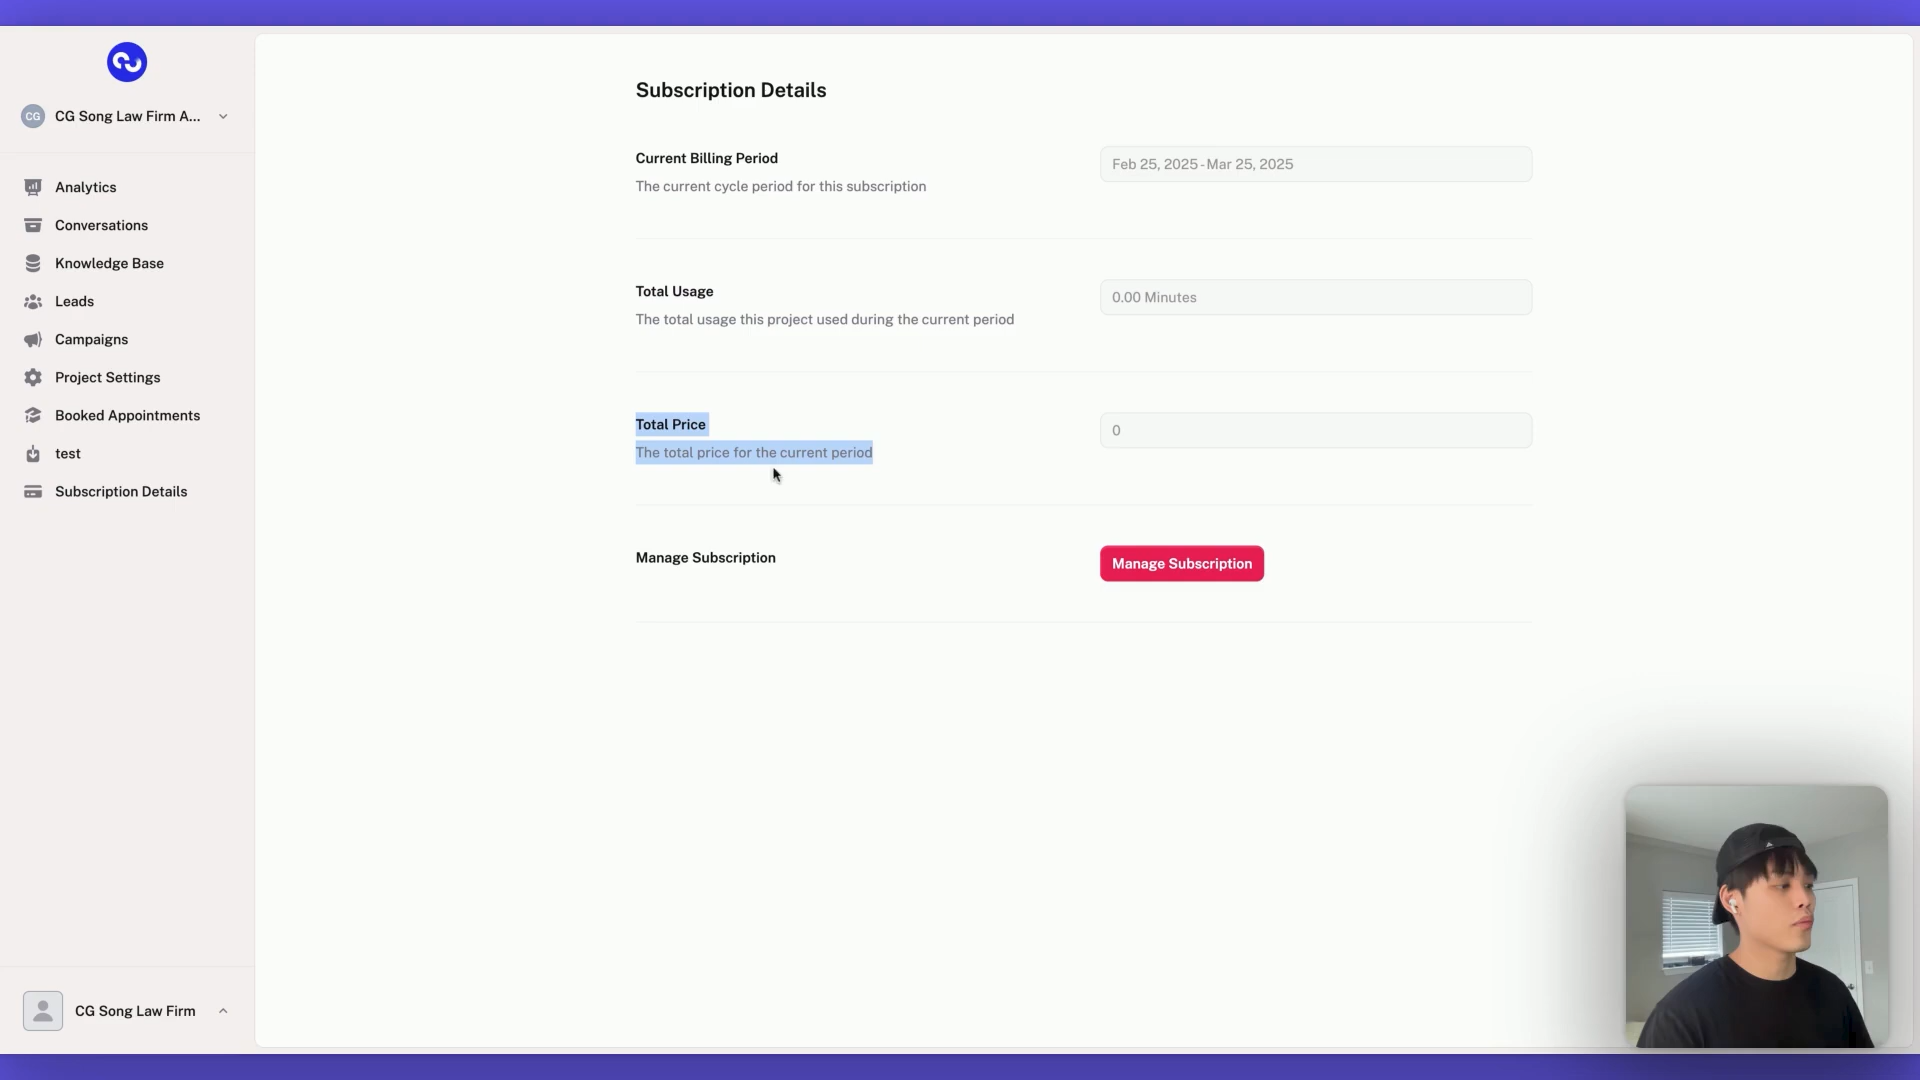 CG
CG Song Law Firm A...
Analytics
Conversations
Knowledge Base
Leads
Campaigns
Project Settings
Booked Appointments
test
Subscription Details
CG Song Law Firm
Subscription Details
Current Billing Period
The current cycle period for this subscription
Feb 25, 2025 - Mar 25, 2025
Total Usage
The total usage this project used during the current period
0.00 Minutes
Total Price
The total price for the current period
0
Manage Subscription
Manage Subscription